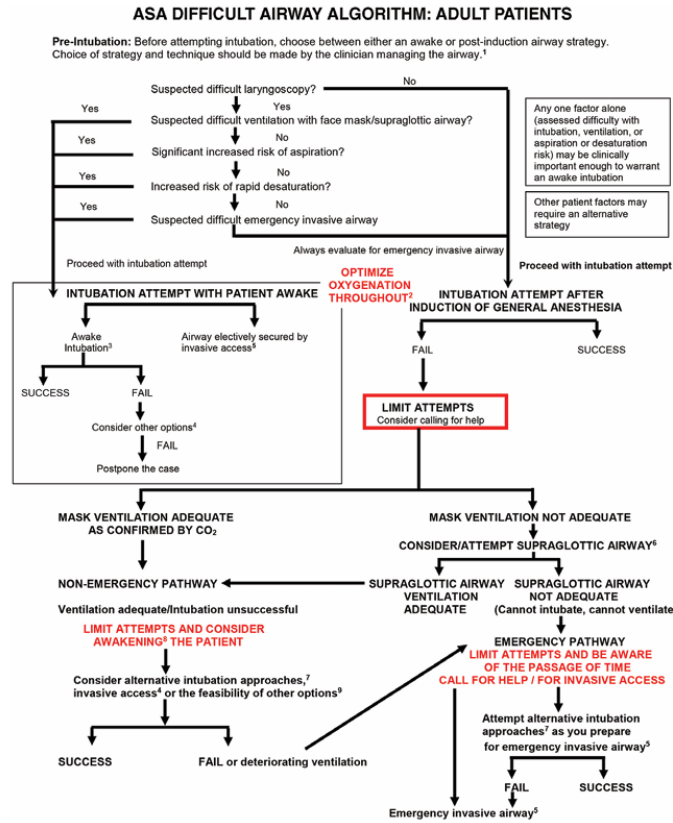 ASA DIFFICULT AIRWAY ALGORITHM: ADULT PATIENTS
Pre-Intubation: Before attempting intubation, choose between either an awake or post-induction airway strategy.
Choice of strategy and technique should be made by the clinician managing the airway.¹
Suspected difficult laryngoscopy?
No
Yes
Yes
Suspected difficult ventilation with face mask/supraglottic airway?
Yes
No
Significant increased risk of aspiration?
Yes
No
Increased risk of rapid desaturation?
Yes
No
Suspected difficult emergency invasive airway
Any one factor alone
(assessed difficulty with
intubation, ventilation, or
aspiration or desaturation
risk) may be clinically
important enough to warrant
an awake intubation
Other patient factors may
require an alternative
strategy
Always evaluate for emergency invasive airway
Proceed with intubation attempt
Proceed with intubation attempt
OPTIMIZE
OXYGENATION
THROUGHOUT²
INTUBATION ATTEMPT WITH PATIENT AWAKE
Awake
Intubation³
Airway electively secured by
invasive access⁵
SUCCESS
FAIL
Consider other options⁴
FAIL
Postpone the case
INTUBATION ATTEMPT AFTER
INDUCTION OF GENERAL ANESTHESIA
FAIL
SUCCESS
LIMIT ATTEMPTS
Consider calling for help
MASK VENTILATION ADEQUATE
AS CONFIRMED BY CO₂
MASK VENTILATION NOT ADEQUATE
CONSIDER/ATTEMPT SUPRAGLOTTIC AIRWAY⁶
NON-EMERGENCY PATHWAY
SUPRAGLOTTIC AIRWAY
VENTILATION
ADEQUATE
SUPRAGLOTTIC AIRWAY
NOT ADEQUATE
(Cannot intubate, cannot ventilate
Ventilation adequate/Intubation unsuccessful
LIMIT ATTEMPTS AND CONSIDER
AWAKENING⁸ THE PATIENT
Consider alternative intubation approaches,⁷
invasive access⁴ or the feasibility of other options⁹
SUCCESS
FAIL or deteriorating ventilation
EMERGENCY PATHWAY
LIMIT ATTEMPTS AND BE AWARE
OF THE PASSAGE OF TIME
CALL FOR HELP / FOR INVASIVE ACCESS
Attempt alternative intubation
approaches⁷ as you prepare
for emergency invasive airway⁵
FAIL
SUCCESS
Emergency invasive airway⁵